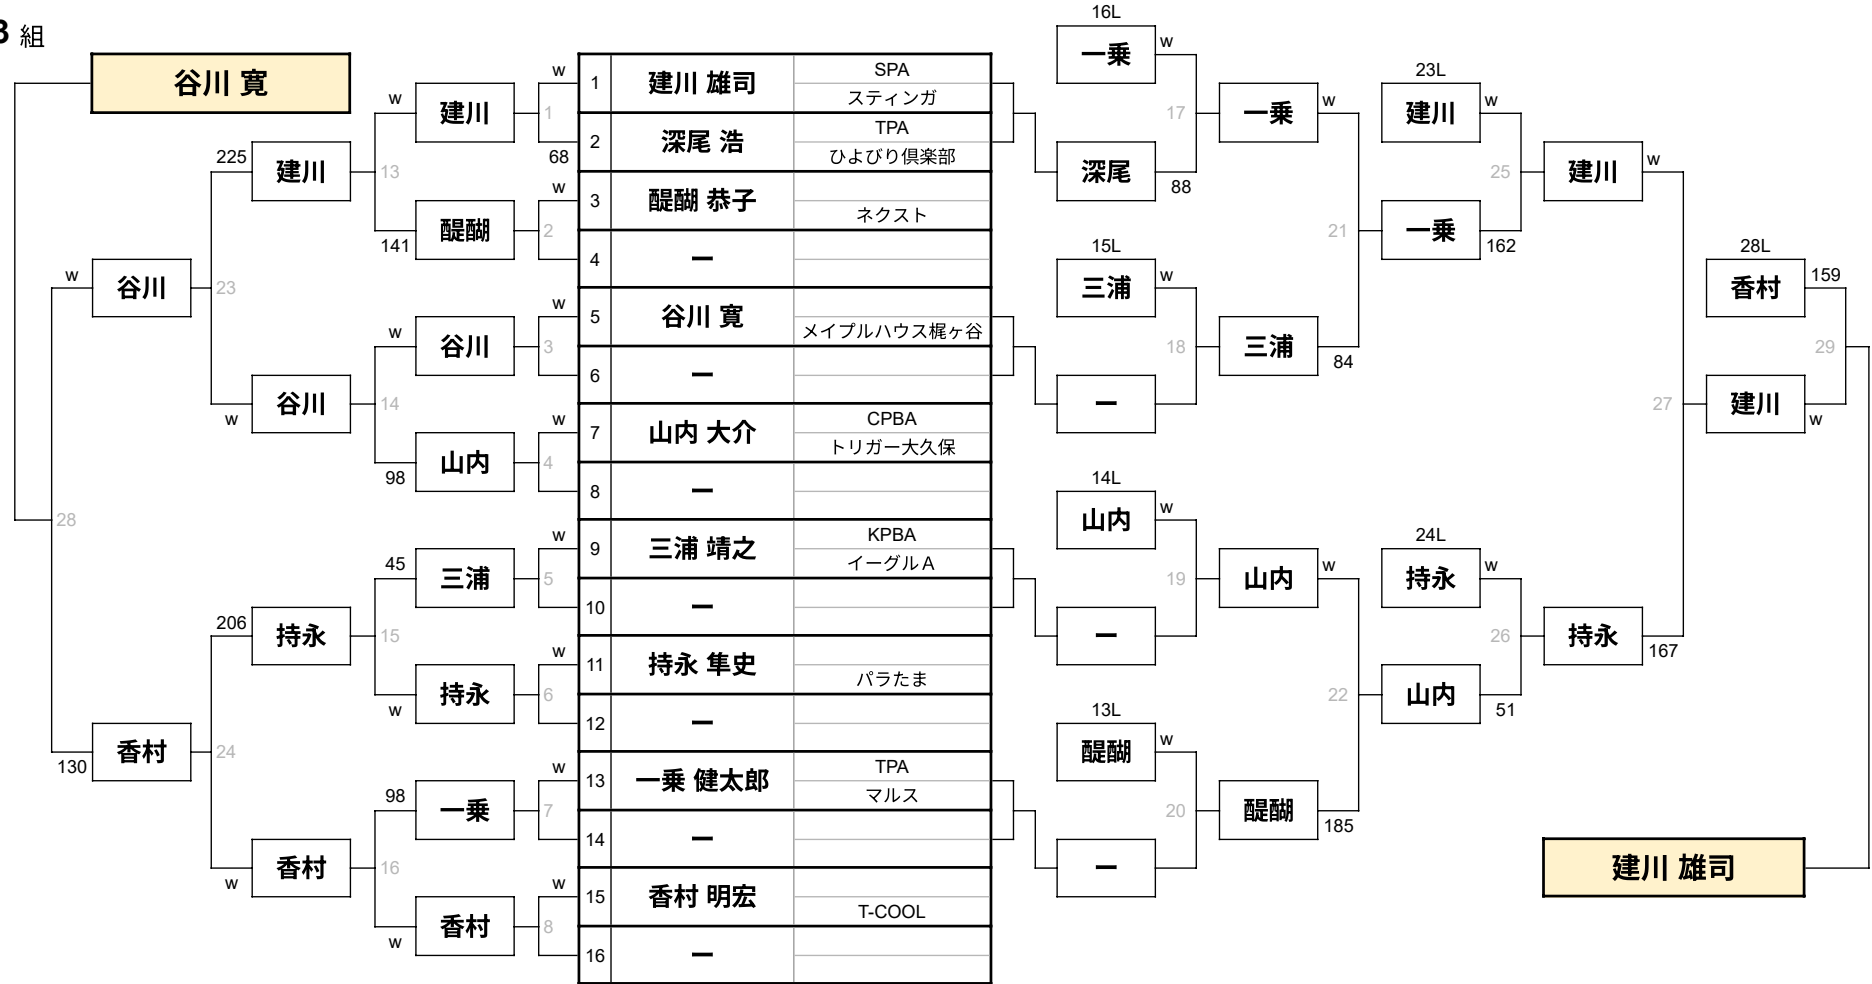 3 組
谷川 寛
w
225
建川
w
建川
13
141
醍醐
w
谷川
23
w
谷川
w
谷川
14
98
山内
28
130
香村
206
持永
45
三浦
15
w
持永
24
w
香村
98
一乗
16
w
香村
w
1
68
w
2
w
3
w
4
w
5
w
6
w
7
w
8
1 建川 雄司 SPA
スティンガ
2 深尾 浩 TPA
ひよびり倶楽部
3 醍醐 恭子
ネクスト
4 ー
5 谷川 寛
メイプルハウス梶ヶ谷
6 ー
7 山内 大介 CPBA
トリガー大久保
8 ー
9 三浦 靖之 KPBA
イーグルA
10 ー
11 持永 隼史
パラたま
12 ー
13 一乗 健太郎 TPA
マルス
14 ー
15 香村 明宏
T-COOL
16 ー
16L
一乗 w
17
深尾 88
15L
三浦 w
18
ー
14L
山内 w
19
ー
13L
醍醐 w
20
ー
一乗 w
21
三浦 84
山内 w
22
醍醐 185
23L
建川 w
25
一乗 162
24L
持永 w
26
山内 51
建川 w
27
持永 167
28L
香村 159
29
建川 w
建川 雄司